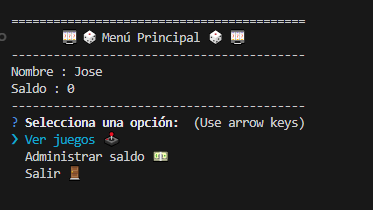 ==========================================
🎰 🎲 Menú Principal 🎲 🎰
------------------------------------------
Nombre : Jose
Saldo : 0
------------------------------------------
? Selecciona una opción:  (Use arrow keys)
❯ Ver juegos 🕹️
Administrar saldo 💵
Salir 🚪